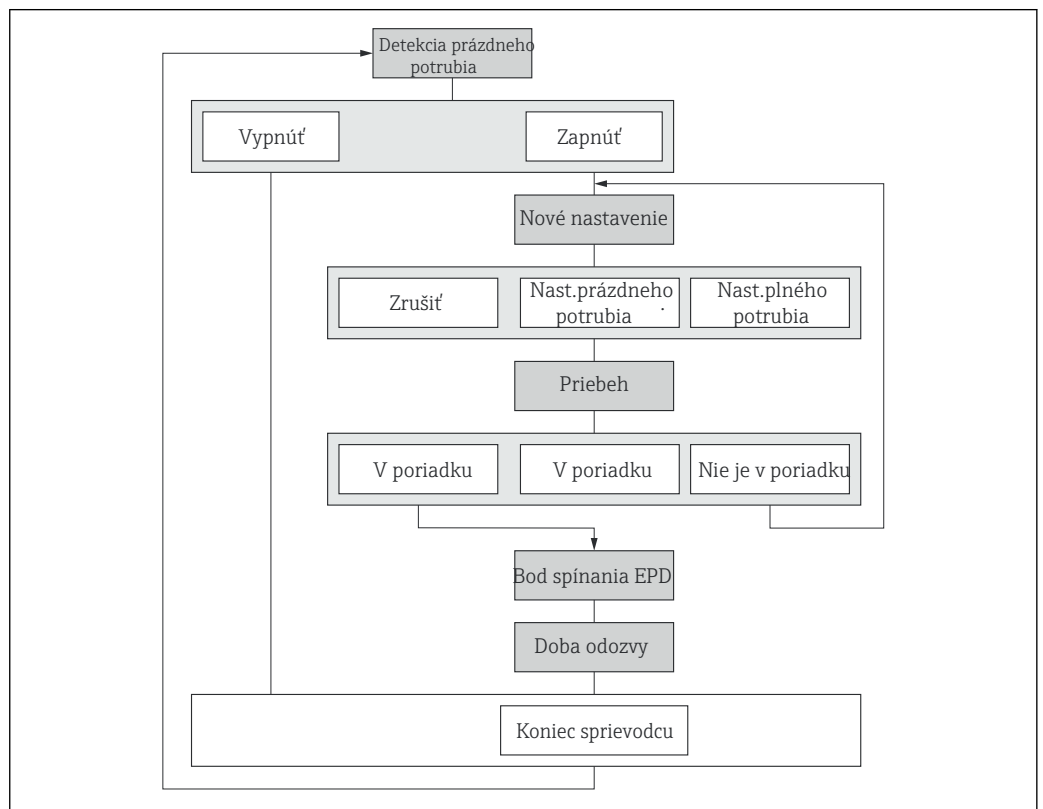 Detekcia prázdneho
potrubia
Vypnúť
Zapnúť
Nové nastavenie
Zrušiť
Nast.prázdneho
potrubia
Nast.plného
potrubia
Priebeh
V poriadku
V poriadku
Nie je v poriadku
Bod spínania EPD
Doba odozvy
Koniec sprievodcu